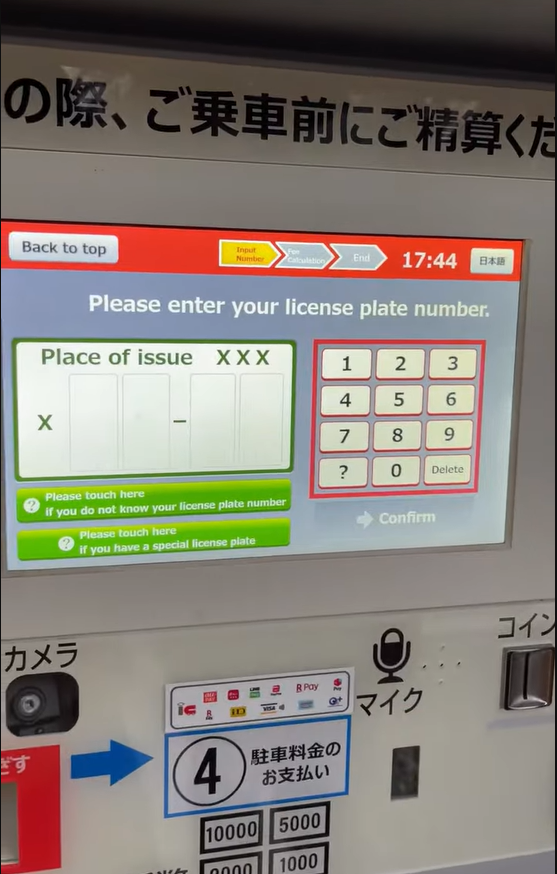 の際、ご乗車前にご精算くだ
Back to top
Input Number
Fee Calculation
End
17:44
日本語
Please enter your license plate number.
Place of issue XXX
X －
1 2 3
4 5 6
7 8 9
? 0 Delete
Please touch here
if you do not know your license plate number
Please touch here
if you have a special license plate
Confirm
カメラ
マイク
コイン
R Pay
VISA
ぎす
4
駐車料金の
お支払い
10000 5000
2000 1000